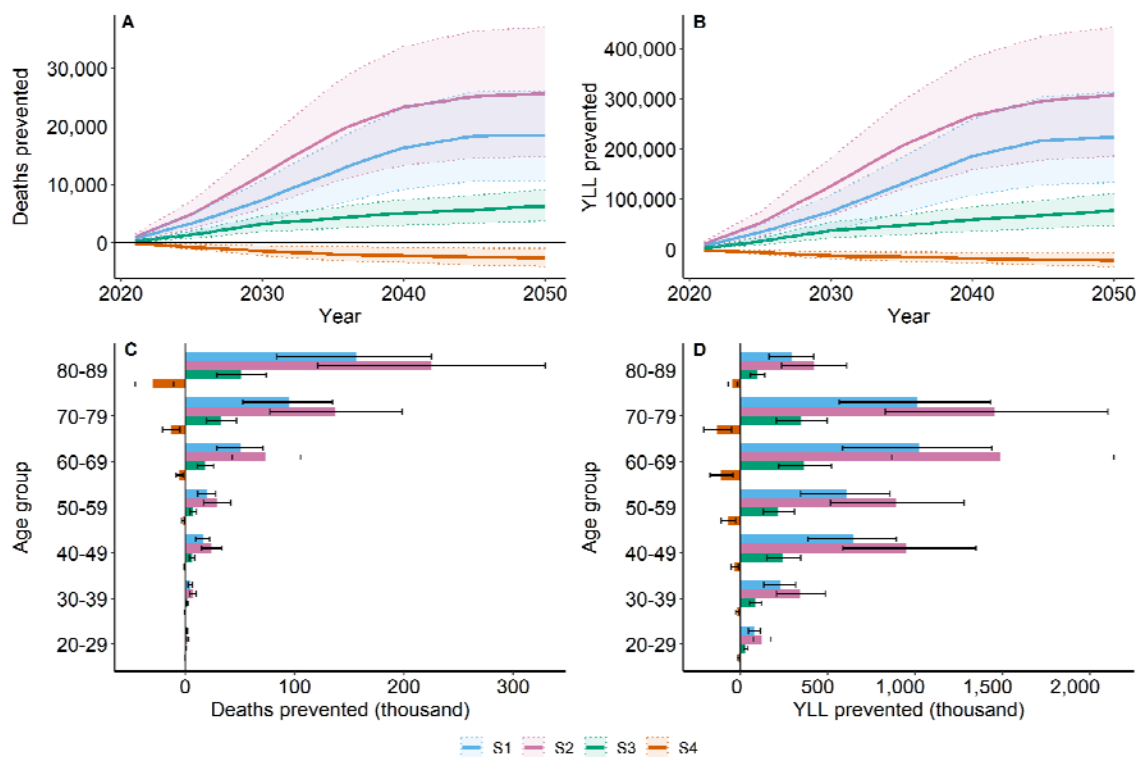 A
Deaths prevented
30,000
20,000
10,000
0
2020 2030 2040 2050
Year
B
YLL prevented
400,000
300,000
200,000
100,000
0
2020 2030 2040 2050
Year
C
Age group
80-89
70-79
60-69
50-59
40-49
30-39
20-29
0 100 200 300
Deaths prevented (thousand)
D
Age group
80-89
70-79
60-69
50-59
40-49
30-39
20-29
0 500 1,000 1,500 2,000
YLL prevented (thousand)
S1 S2 S3 S4